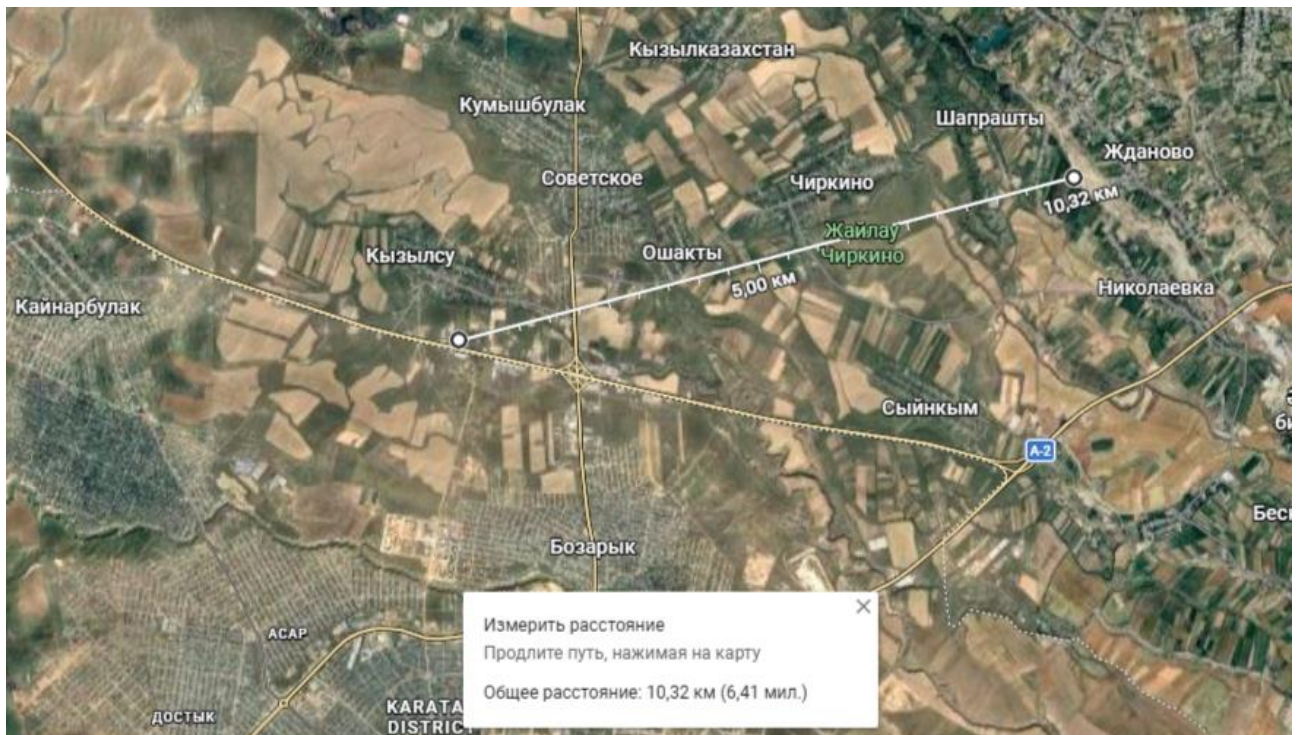 Кызылказахстан
Кумышбулак
Шапрашты
Жданово
Советское
Чиркино
10,32 км
Жайлау
Чиркино
Ошакты
Кызылсу
5,00 км
Николаевка
Кайнарбулак
Сыйнкым
А-2
Бозарык
АСАР
ДОСТЫК
KARATA
DISTRICT
Измерить расстояние
Продлите путь, нажимая на карту
Общее расстояние: 10,32 км (6,41 мил.)